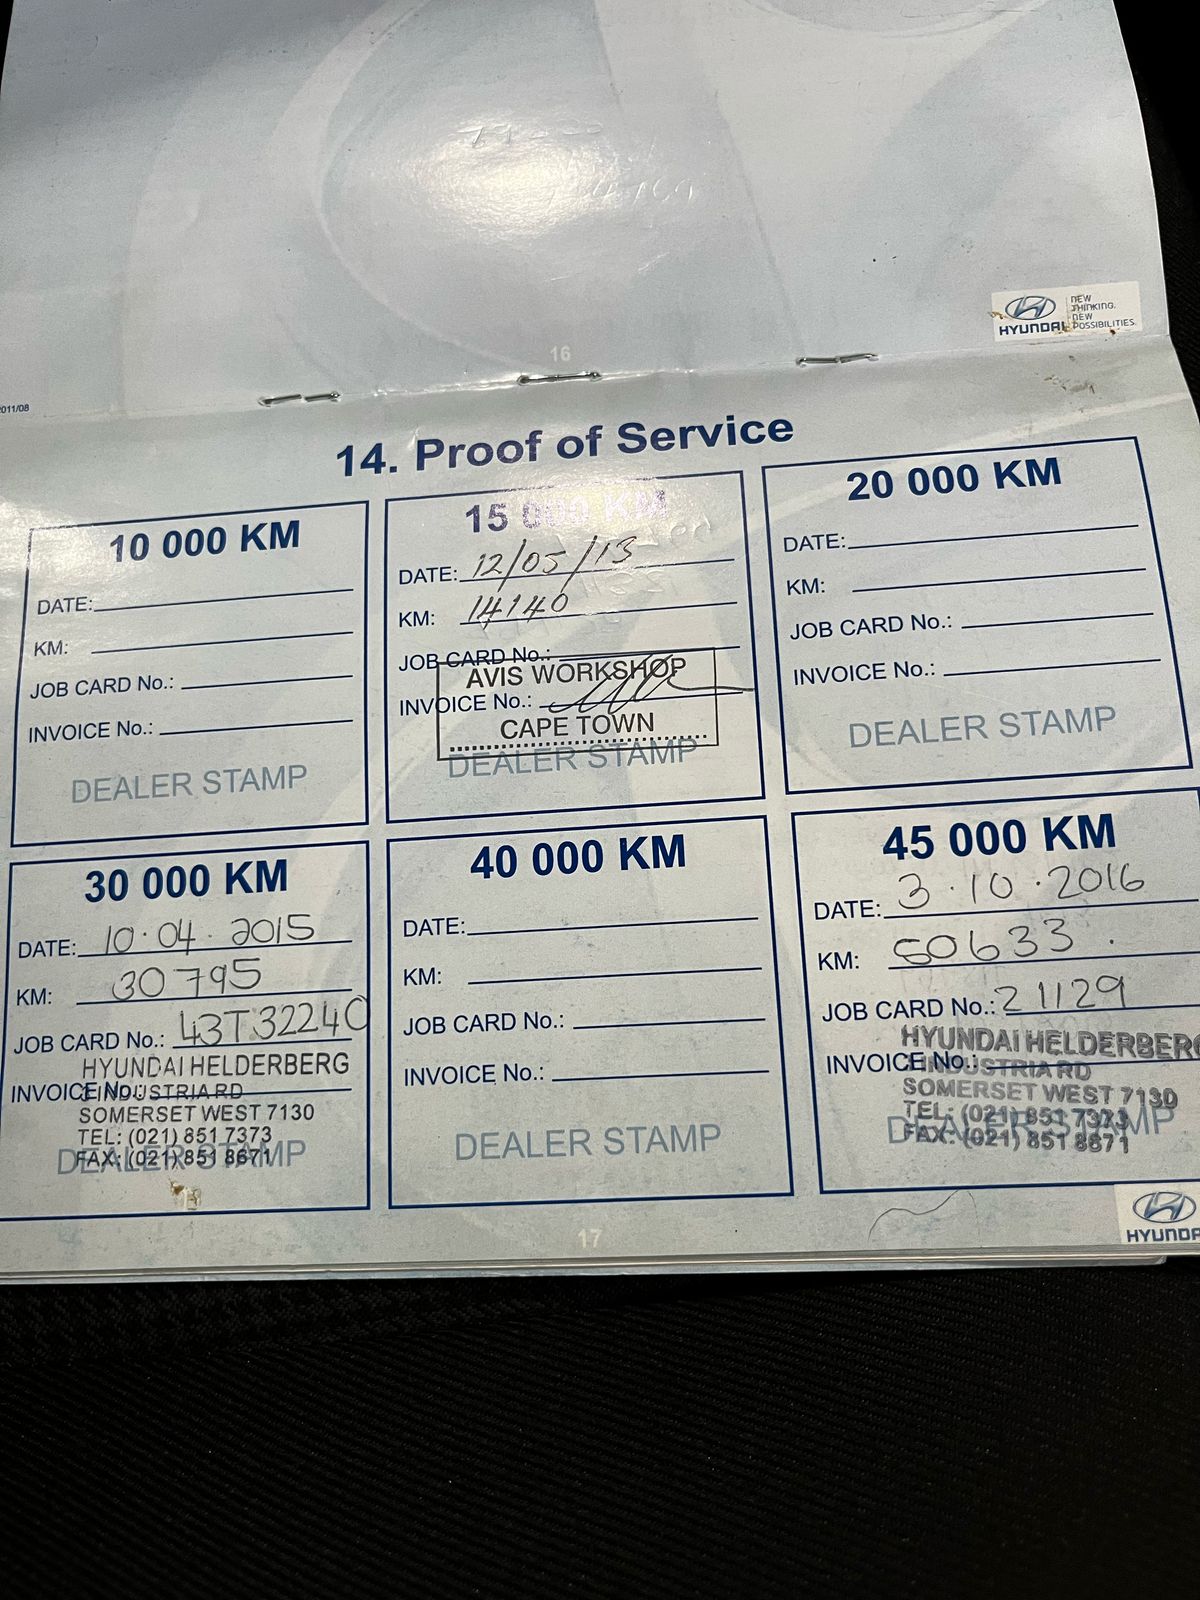 HYUNDAI
NEW
THINKING.
NEW
POSSIBILITIES.
16
2011/08
14. Proof of Service
10 000 KM
DATE:
KM:
JOB CARD No.:
INVOICE No.:
DEALER STAMP
15 000 KM
DATE: 12/05/13
KM: 14140
JOB CARD No.:
AVIS WORKSHOP
INVOICE No.:
CAPE TOWN
DEALER STAMP
20 000 KM
DATE:
KM:
JOB CARD No.:
INVOICE No.:
DEALER STAMP
30 000 KM
DATE: 10.04.2015
KM: 30795
JOB CARD No.: 43T3224C
HYUNDAI HELDERBERG
INVOICE No.: INDUSTRIA RD
SOMERSET WEST 7130
TEL: (021) 851 7373
FAX: (021) 851 8671
DEALER STAMP
40 000 KM
DATE:
KM:
JOB CARD No.:
INVOICE No.:
DEALER STAMP
45 000 KM
DATE: 3.10.2016
KM: 60633.
JOB CARD No.: 21129
HYUNDAI HELDERBERG
INVOICE No.: INDUSTRIA RD
SOMERSET WEST 7130
TEL: (021) 851 7373
FAX: (021) 851 8671
DEALER STAMP
17
HYUNDAI